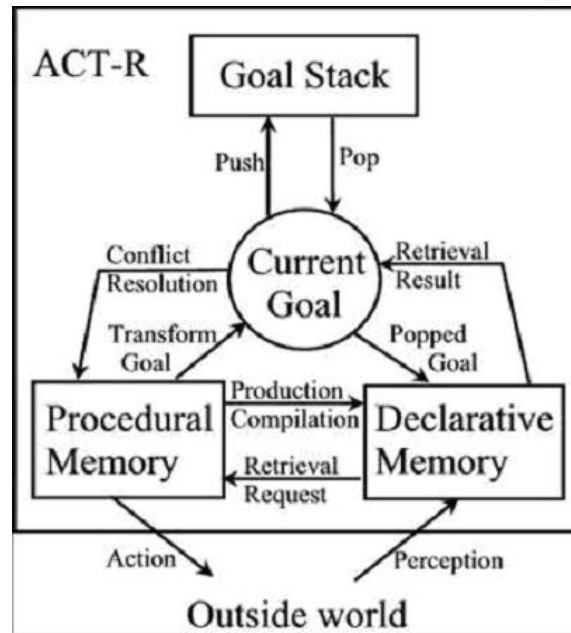 ACT-R
Goal Stack
Push
Pop
Conflict
Resolution
Current
Goal
Retrieval
Result
Transform
Goal
Popped
Goal
Procedural
Memory
Production
Compilation
Retrieval
Request
Declarative
Memory
Action
Perception
Outside world